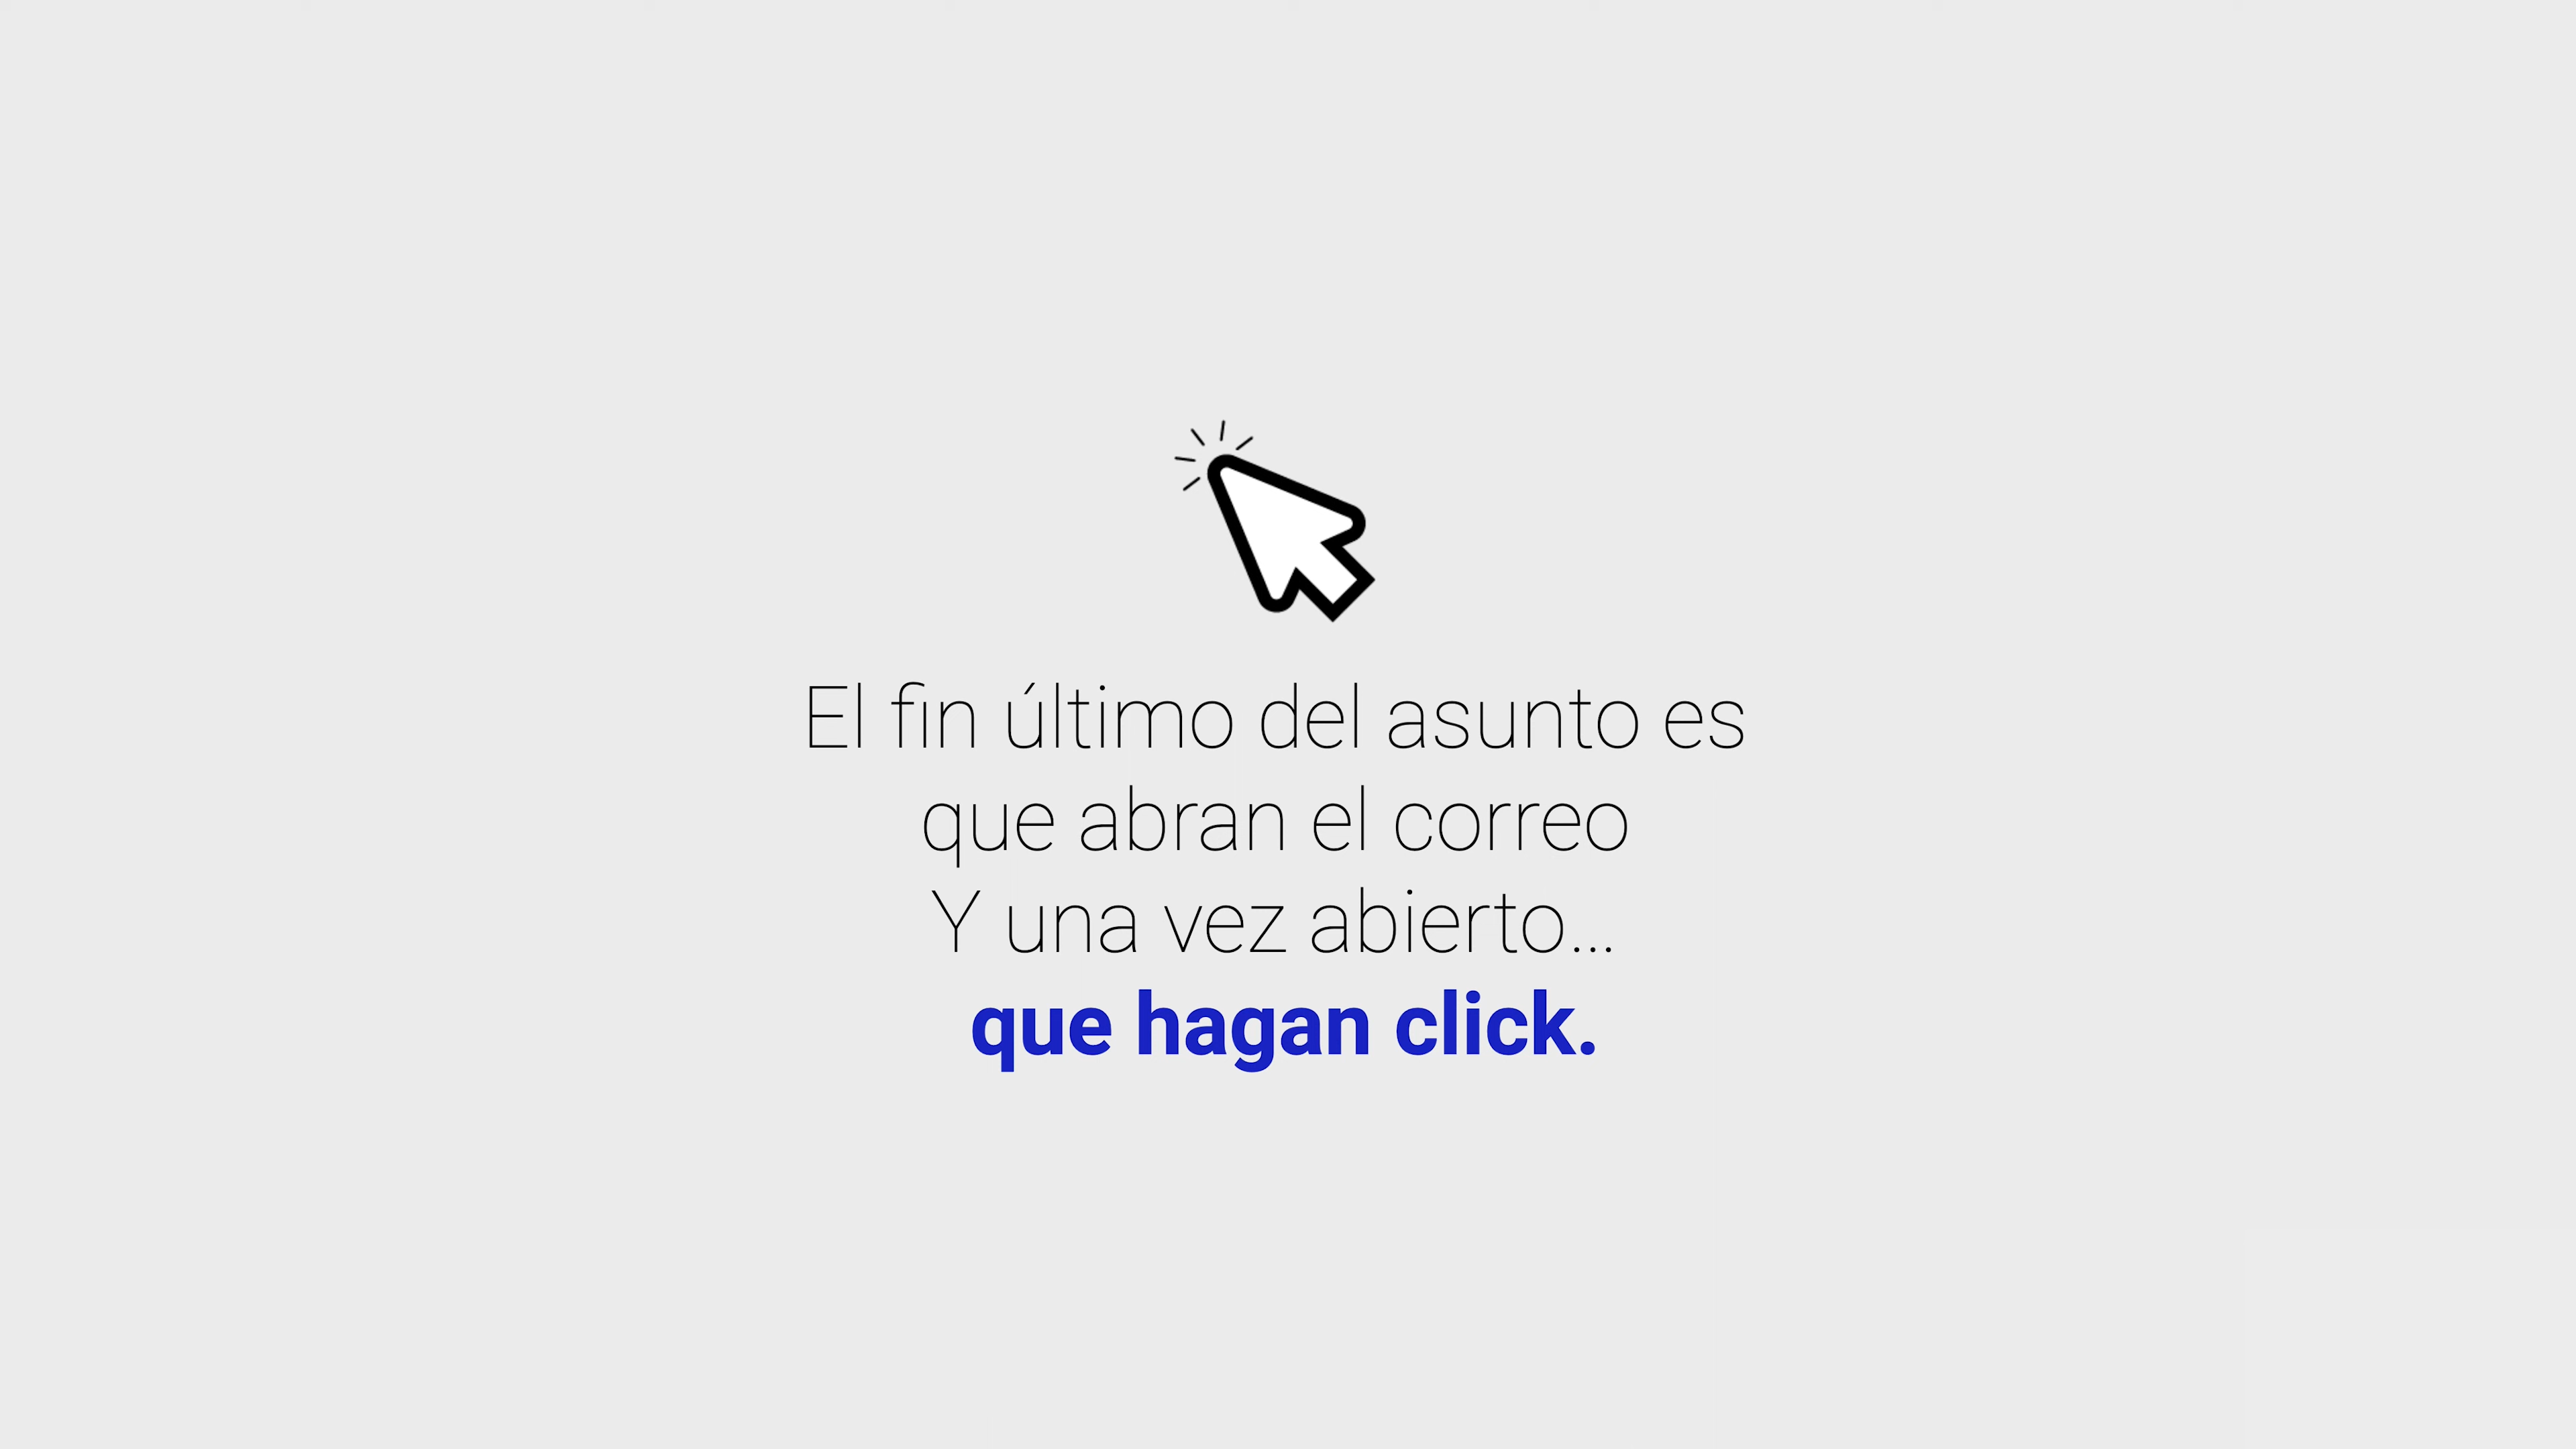 El fin último del asunto es
que abran el correo
Y una vez abierto...
que hagan click.